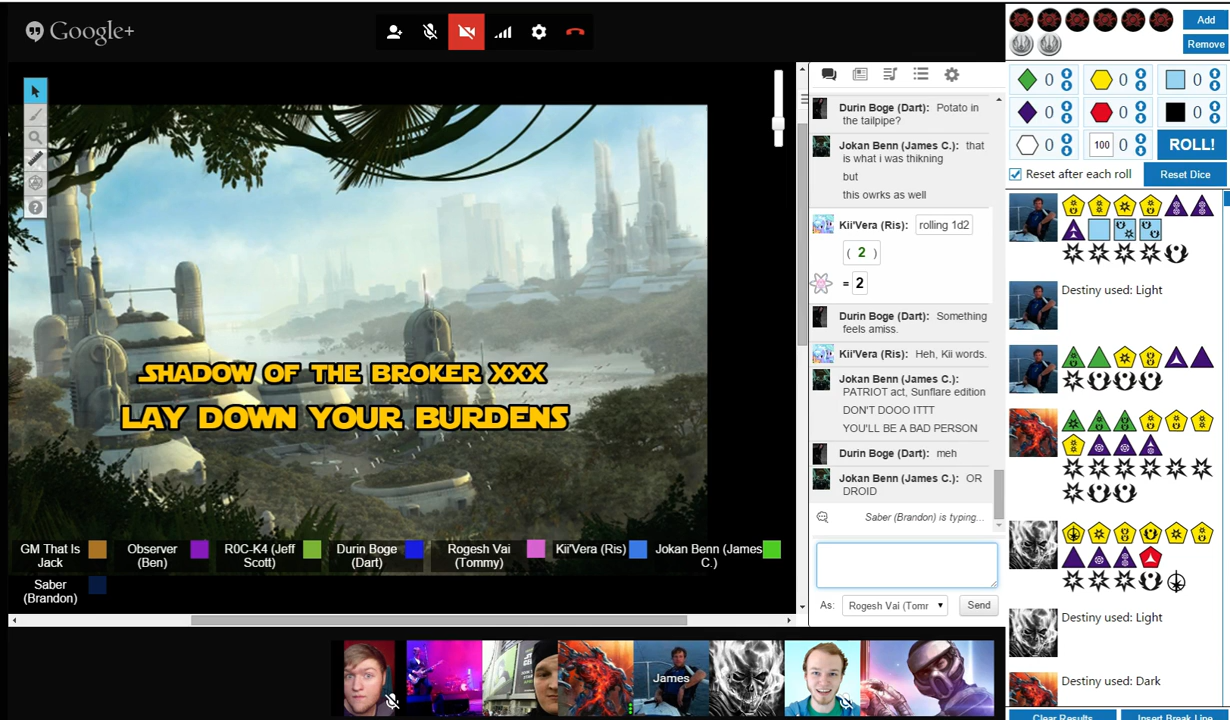 Google+
Add
Remove
0 0 0
0 0 0
0 100 0 ROLL!
Reset after each roll Reset Dice
SHADOW OF THE BROKER XXX
LAY DOWN YOUR BURDENS
GM That Is
Jack
Observer
(Ben)
R0C-K4 (Jeff
Scott)
Durin Boge
(Dart)
Rogesh Vai
(Tommy)
Kii'Vera (Ris)
Jokan Benn (James
C.)
Saber
(Brandon)
Durin Boge (Dart): Potato in
the tailpipe?
Jokan Benn (James C.): that
is what i was thikning
but
this owrks as well
Kii'Vera (Ris): rolling 1d2
( 2 )
= 2
Durin Boge (Dart): Something
feels amiss.
Kii'Vera (Ris): Heh, Kii words.
Jokan Benn (James C.):
PATRIOT act, Sunflare edition
DON'T DOOO ITTT
YOU'LL BE A BAD PERSON
Durin Boge (Dart): meh
Jokan Benn (James C.): OR
DROID
Saber (Brandon) is typing...
As: Rogesh Vai (Tomr Send
Destiny used: Light
Destiny used: Light
Destiny used: Dark
Clear Results Insert Break Line
James